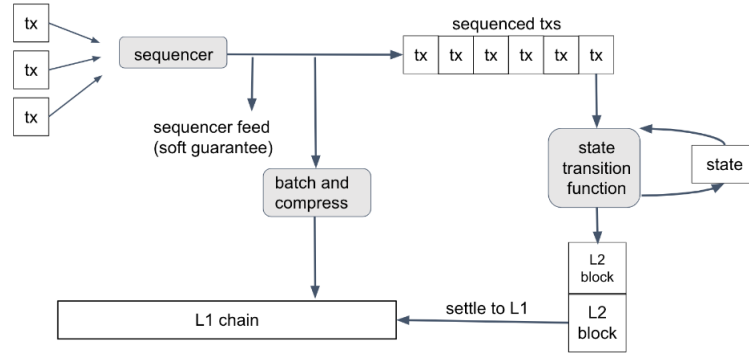 tx
tx
tx
sequencer
sequenced txs
tx tx tx tx tx tx
sequencer feed
(soft guarantee)
batch and
compress
state
transition
function
state
L2
block
L2
block
settle to L1
L1 chain